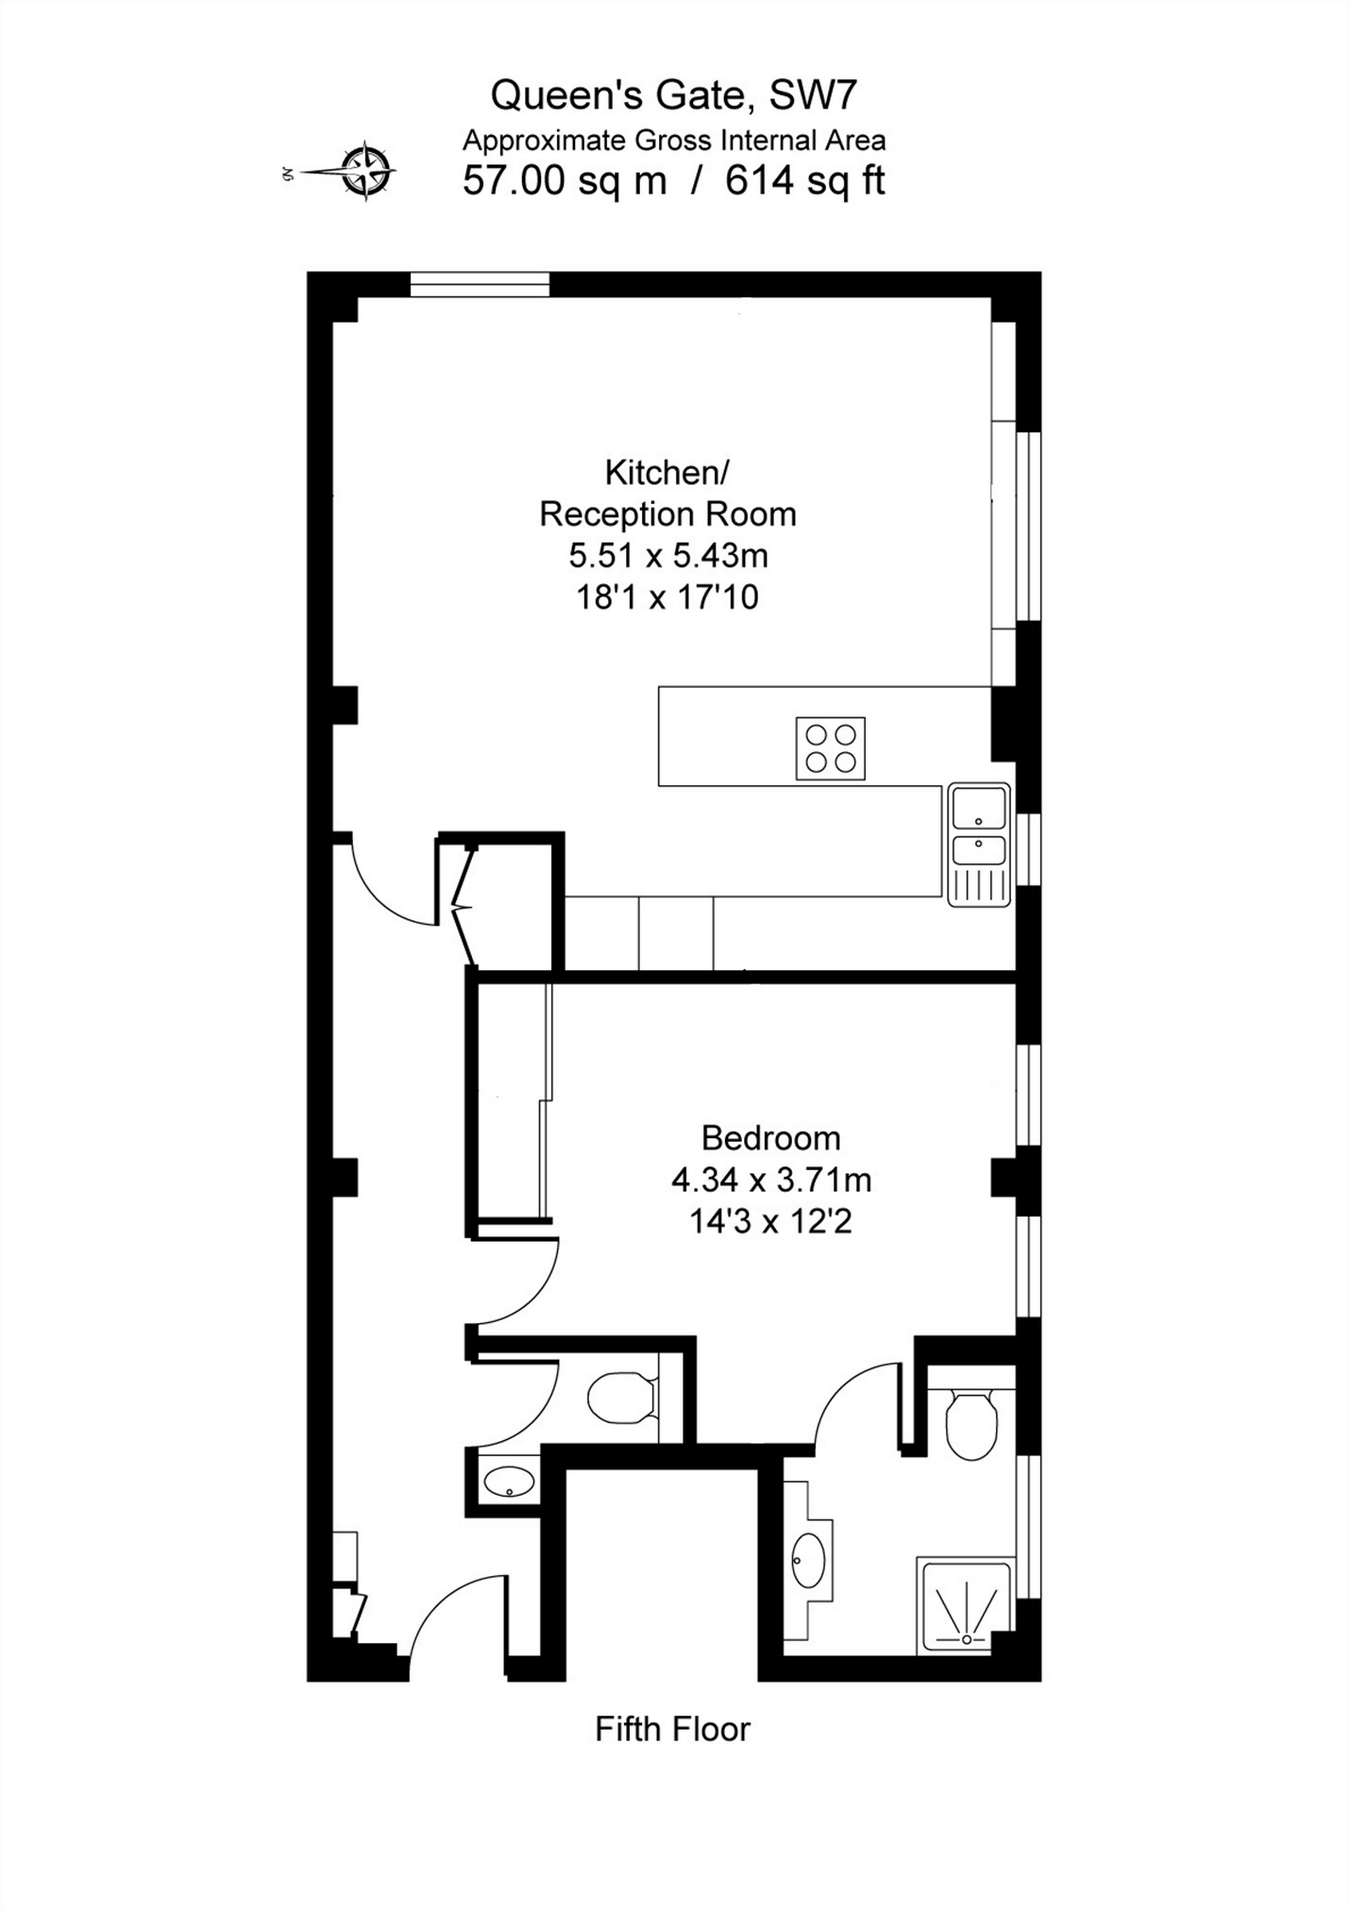 Queen's Gate, SW7
Approximate Gross Internal Area
57.00 sq m / 614 sq ft
N
Kitchen/
Reception Room
5.51 x 5.43m
18'1 x 17'10
Bedroom
4.34 x 3.71m
14'3 x 12'2
Fifth Floor